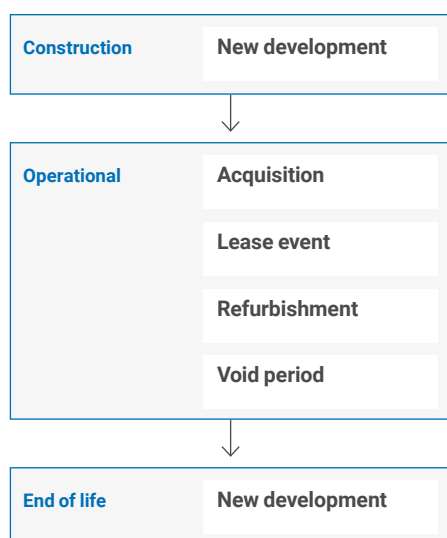 Construction
New development
Operational
Acquisition
Lease event
Refurbishment
Void period
End of life
New development